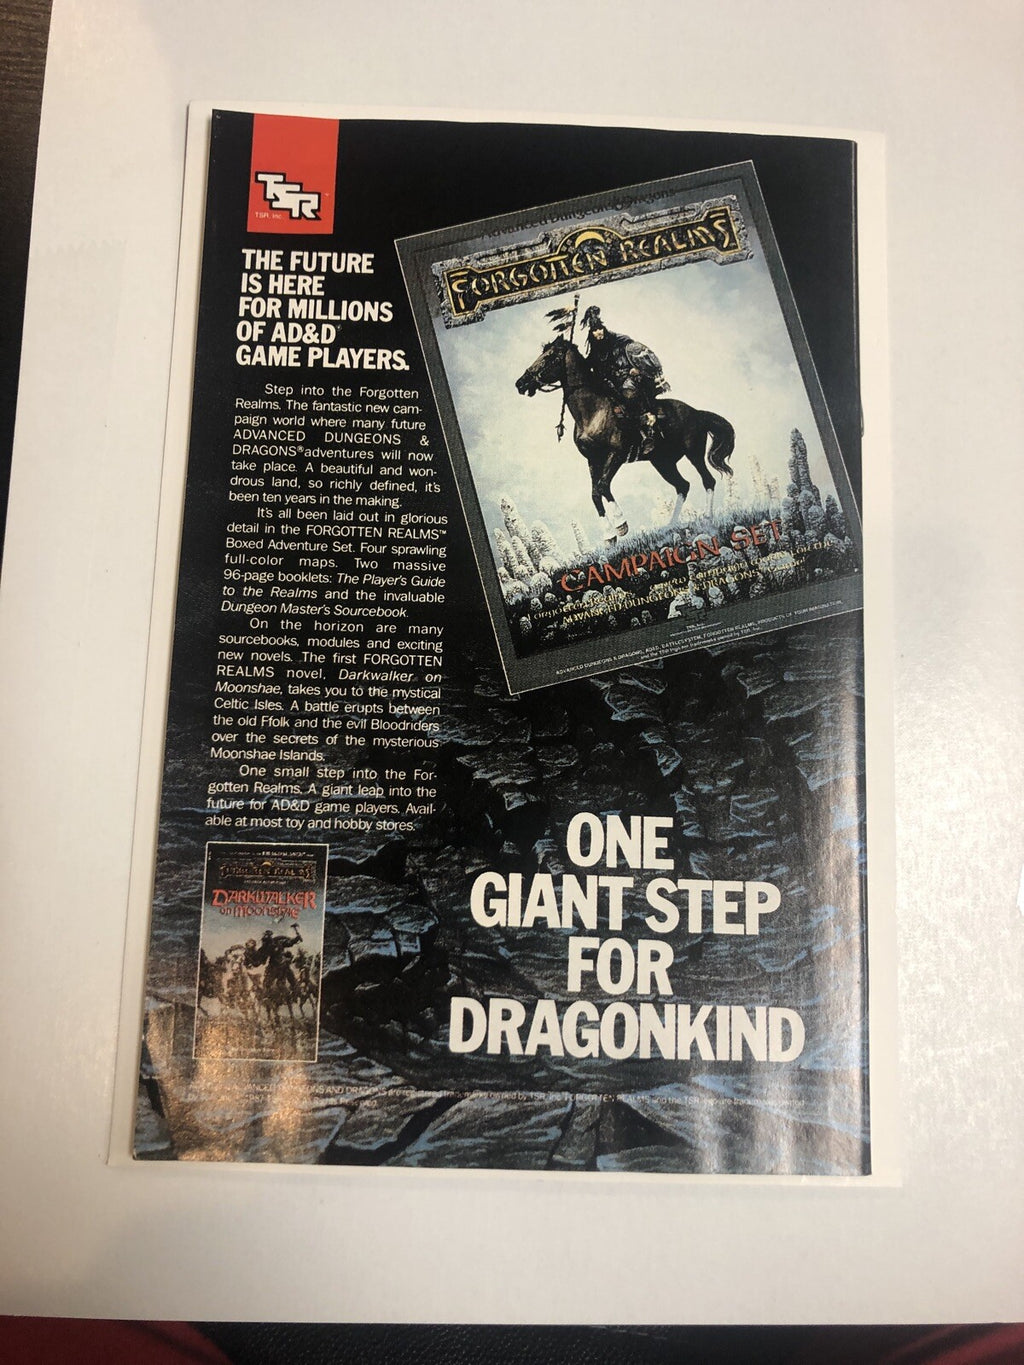 TSR
TSR, Inc.
THE FUTURE
IS HERE
FOR MILLIONS
OF AD&D®
GAME PLAYERS.
Step into the Forgotten
Realms. The fantastic new cam-
paign world where many future
ADVANCED DUNGEONS &
DRAGONS® adventures will now
take place. A beautiful and won-
drous land, so richly defined, it's
been ten years in the making.
It's all been laid out in glorious
detail in the FORGOTTEN REALMS™
Boxed Adventure Set. Four sprawling
full-color maps. Two massive
96-page booklets: The Player's Guide
to the Realms and the invaluable
Dungeon Master's Sourcebook.
On the horizon are many
sourcebooks, modules and exciting
new novels. The first FORGOTTEN
REALMS novel, Darkwalker on
Moonshae, takes you to the mystical
Celtic Isles. A battle erupts between
the old Ffolk and the evil Bloodriders
over the secrets of the mysterious
Moonshae Islands.
One small step into the For-
gotten Realms. A giant leap into the
future for AD&D game players. Avail-
able at most toy and hobby stores.
Advanced Dungeons & Dragons
FORGOTTEN REALMS
CAMPAIGN SET
FORGOTTEN REALMS
DARKWALKER
ON MOONSHAE
ONE
GIANT STEP
FOR
DRAGONKIND